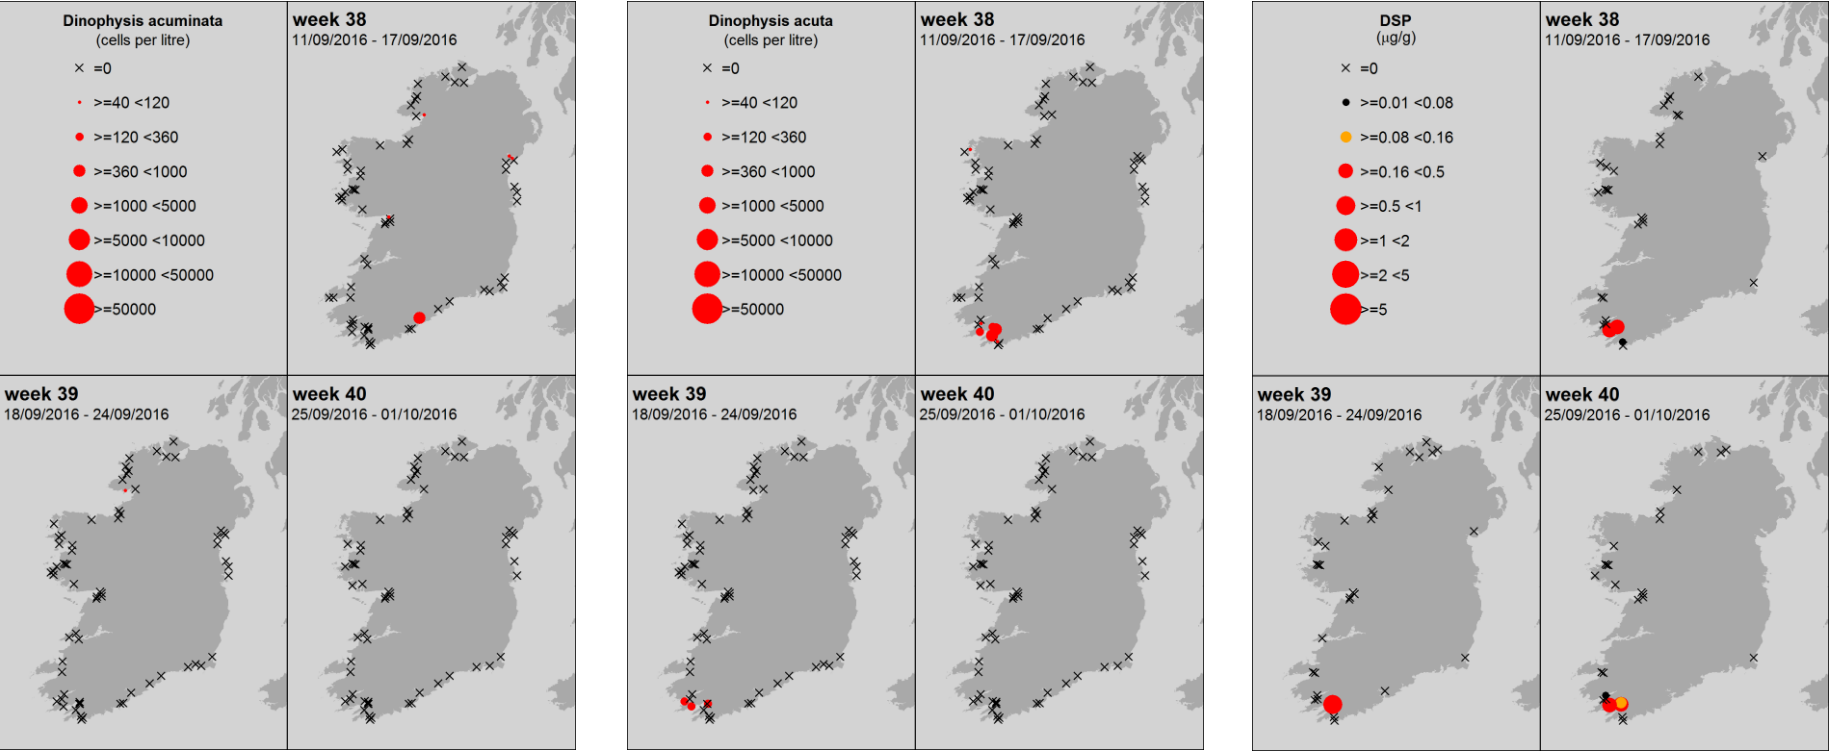 Dinophysis acuminata
(cells per litre)
=0
>=40 <120
>=120 <360
>=360 <1000
>=1000 <5000
>=5000 <10000
>=10000 <50000
>=50000
week 38
11/09/2016 - 17/09/2016
week 39
18/09/2016 - 24/09/2016
week 40
25/09/2016 - 01/10/2016
Dinophysis acuta
(cells per litre)
=0
>=40 <120
>=120 <360
>=360 <1000
>=1000 <5000
>=5000 <10000
>=10000 <50000
>=50000
week 38
11/09/2016 - 17/09/2016
week 39
18/09/2016 - 24/09/2016
week 40
25/09/2016 - 01/10/2016
DSP
(μg/g)
=0
>=0.01 <0.08
>=0.08 <0.16
>=0.16 <0.5
>=0.5 <1
>=1 <2
>=2 <5
>=5
week 38
11/09/2016 - 17/09/2016
week 39
18/09/2016 - 24/09/2016
week 40
25/09/2016 - 01/10/2016